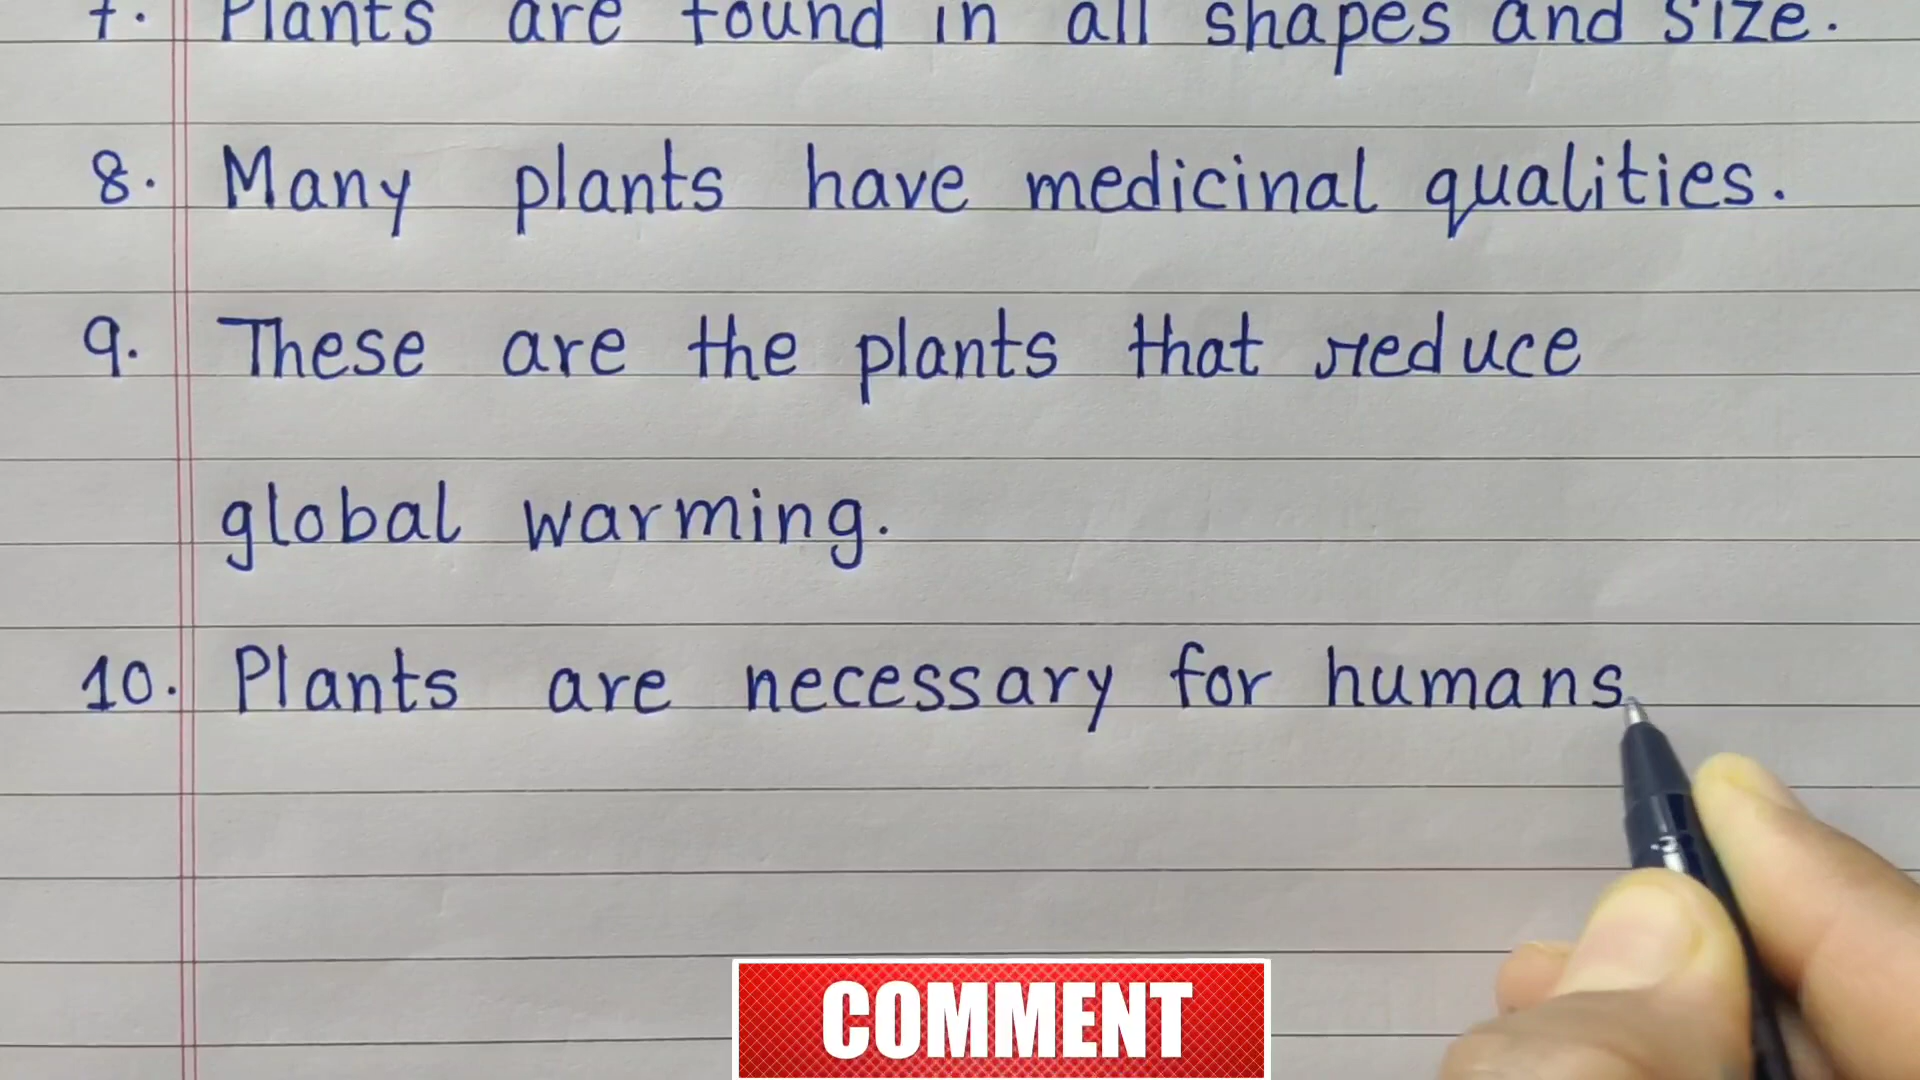 7. Plants are found in all shapes and size.
8. Many plants have medicinal qualities.
9. These are the plants that reduce
global warming.
10. Plants are necessary for humans
COMMENT